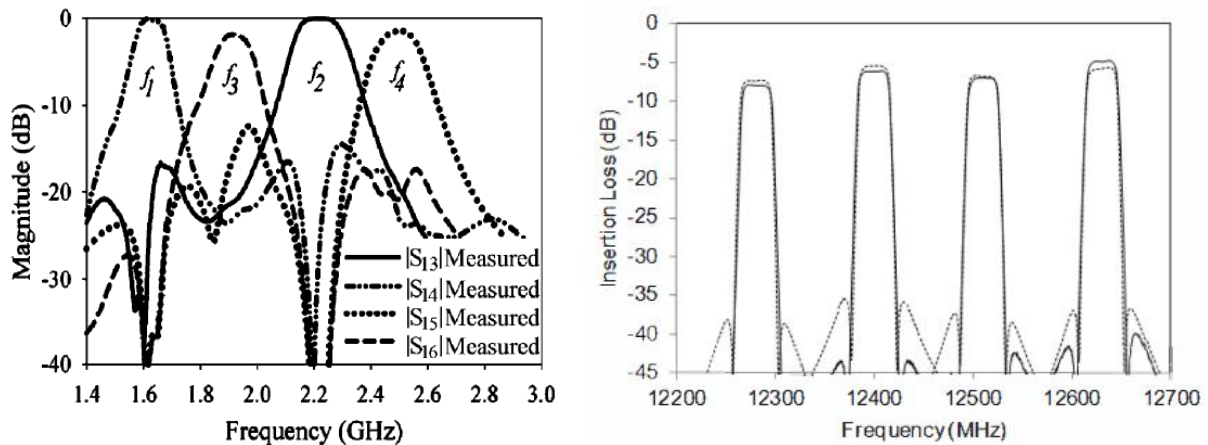 0
-10
-20
-30
-40
Magnitude (dB)
f1
f3
f2
f4
|S13| Measured
|S14| Measured
|S15| Measured
|S16| Measured
1.4 1.6 1.8 2.0 2.2 2.4 2.6 2.8 3.0
Frequency (GHz)
0
-5
-10
-15
-20
-25
-30
-35
-40
-45
Insertion Loss (dB)
12200 12300 12400 12500 12600 12700
Frequency (MHz)